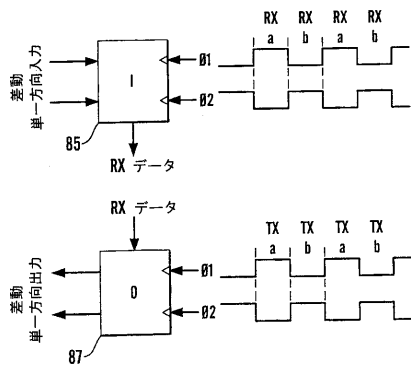 RX RX RX RX
a b a b
差動
単一方向入力
I
Ø1
Ø2
85
RX データ
RX データ
TX TX TX TX
a b a b
差動
単一方向出力
0
Ø1
Ø2
87